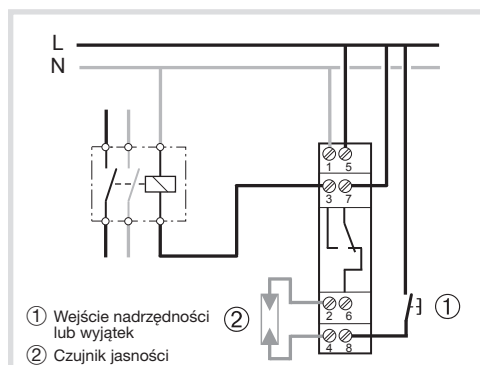 L
N
1 5
3 7
2 6
4 8
①
②
① Wejście nadrzędności
lub wyjątek
② Czujnik jasności